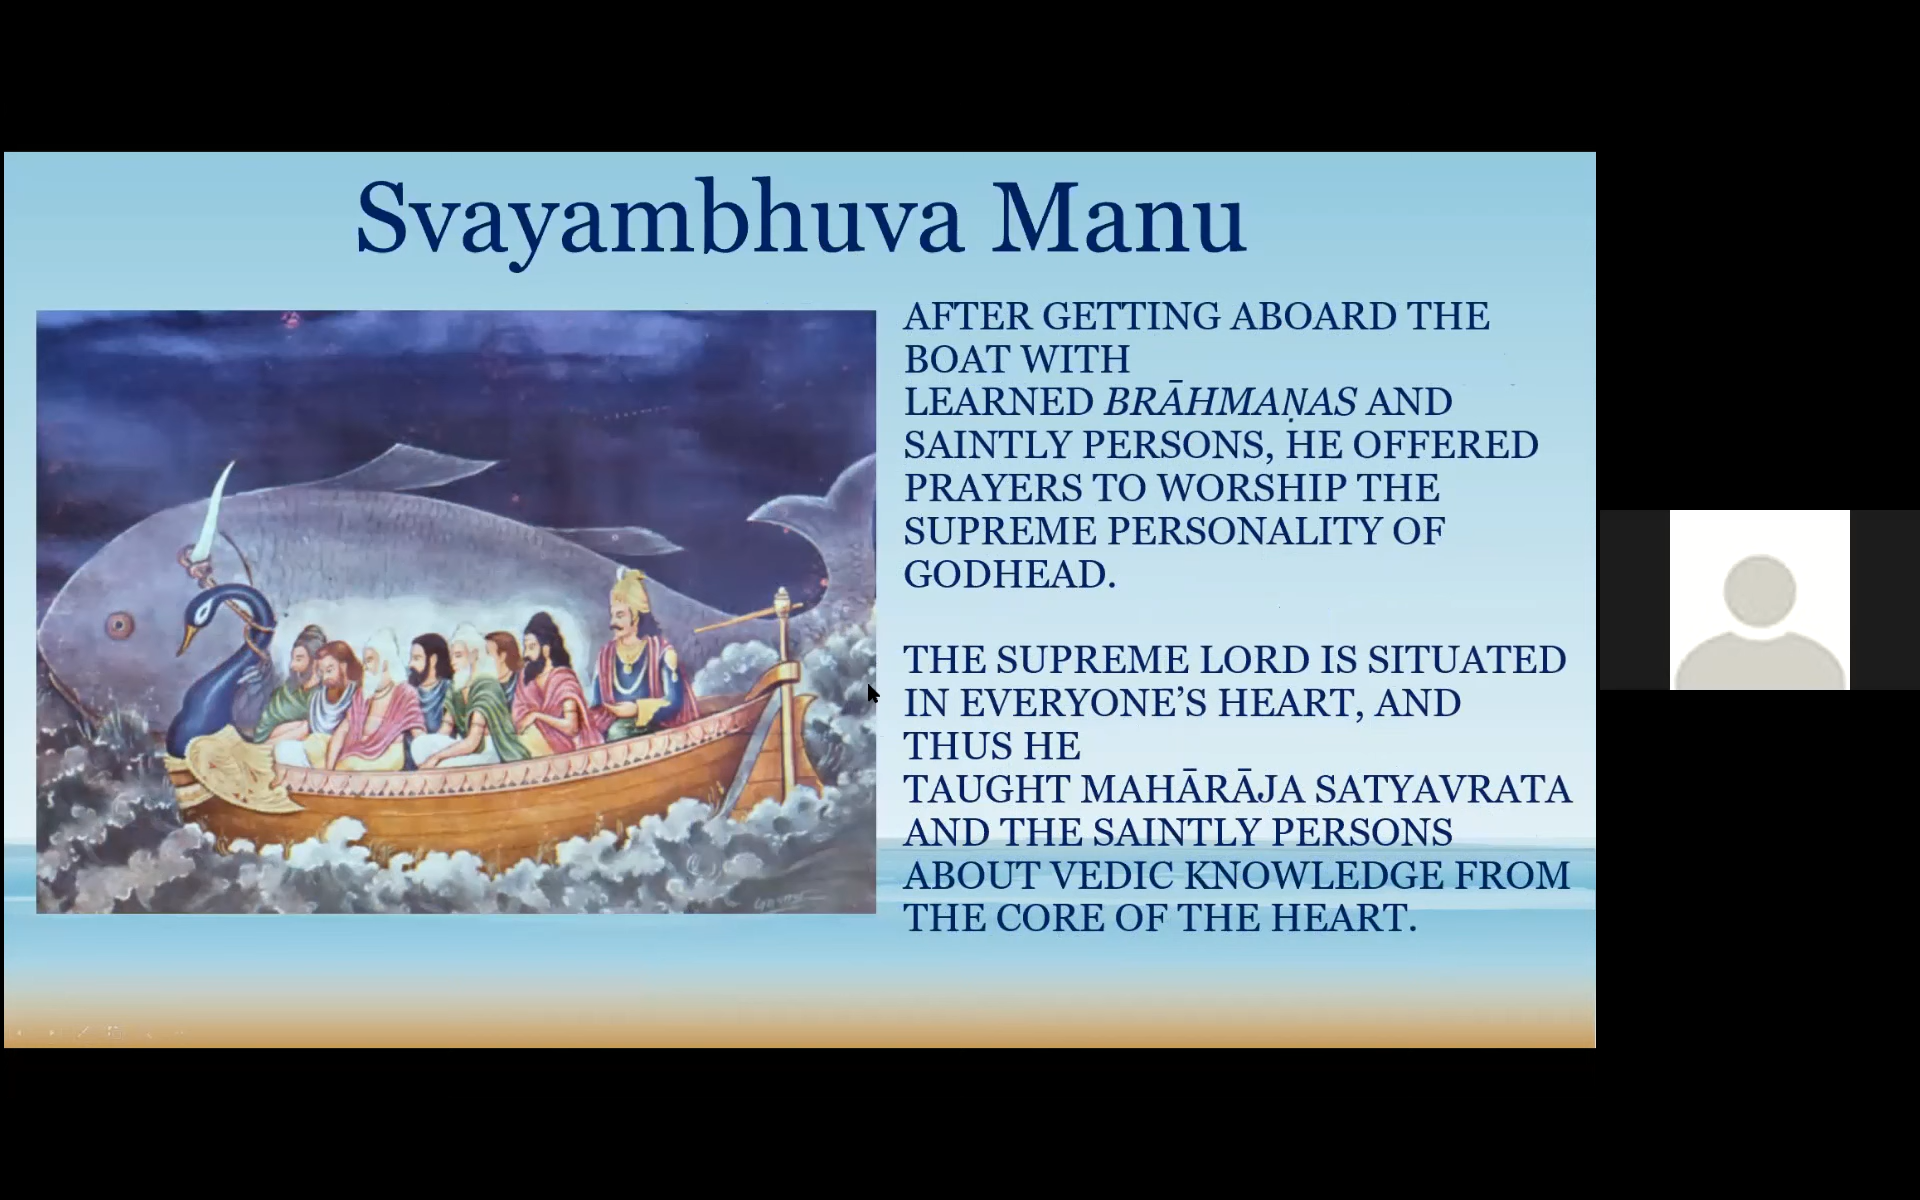 Svayambhuva Manu
AFTER GETTING ABOARD THE
BOAT WITH
LEARNED BRĀHMAṆAS AND
SAINTLY PERSONS, HE OFFERED
PRAYERS TO WORSHIP THE
SUPREME PERSONALITY OF
GODHEAD.
THE SUPREME LORD IS SITUATED
IN EVERYONE’S HEART, AND
THUS HE
TAUGHT MAHĀRĀJA SATYAVRATA
AND THE SAINTLY PERSONS
ABOUT VEDIC KNOWLEDGE FROM
THE CORE OF THE HEART.